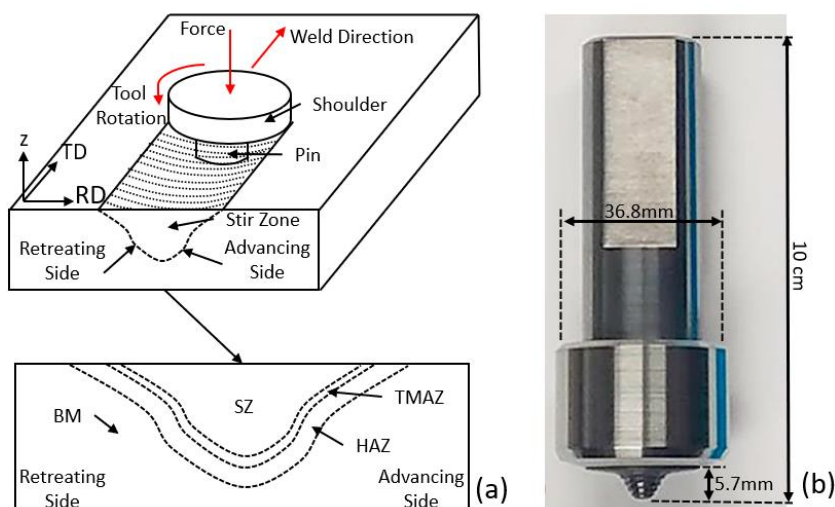 Force
Weld Direction
Tool
Rotation
Shoulder
Pin
z
TD
RD
Stir Zone
Retreating
Side
Advancing
Side
SZ
TMAZ
BM
HAZ
Retreating
Side
Advancing
Side
(a)
36.8mm
10 cm
5.7mm
(b)